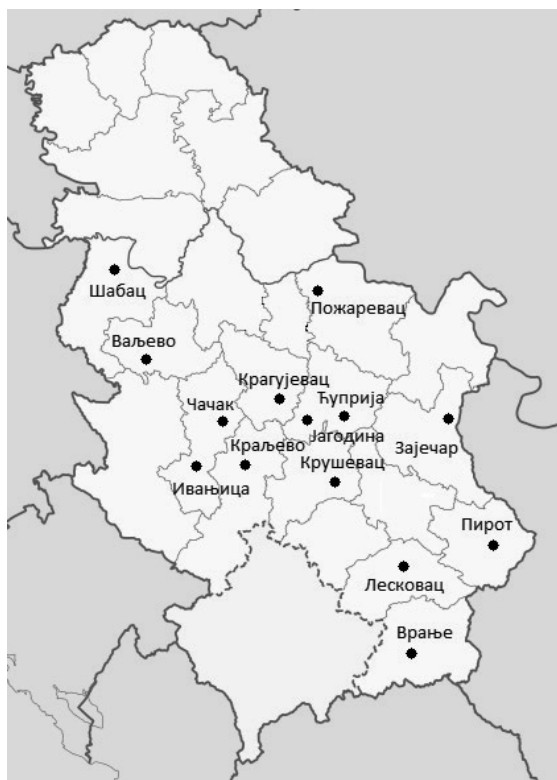 Шабац
Пожаревац
Ваљево
Крагујевац
Ћуприја
Чачак
Јагодина
Краљево
Зајечар
Крушевац
Ивањица
Пирот
Лесковац
Врање